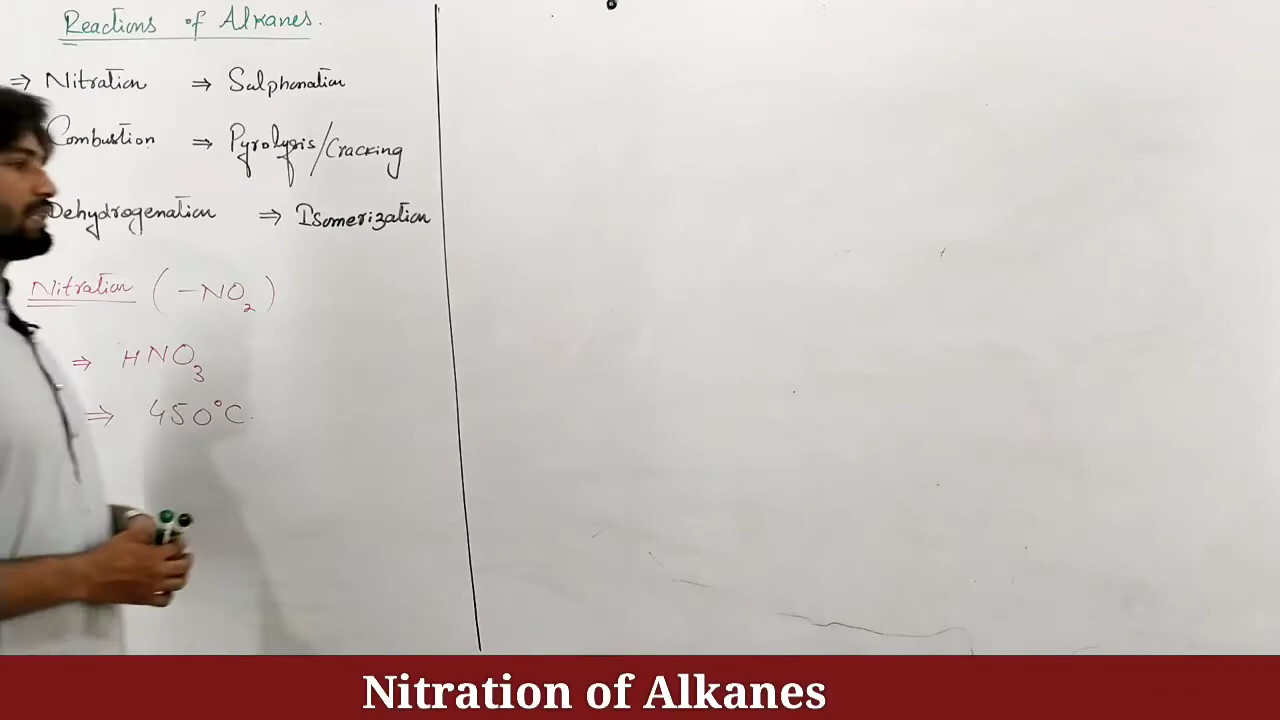 Reactions of Alkanes.
⇒ Nitration ⇒ Sulphonation
Combustion ⇒ Pyrolysis/Cracking
Dehydrogenation ⇒ Isomerization
Nitration (-NO₂)
⇒ HNO₃
⇒ 450°C.
Nitration of Alkanes